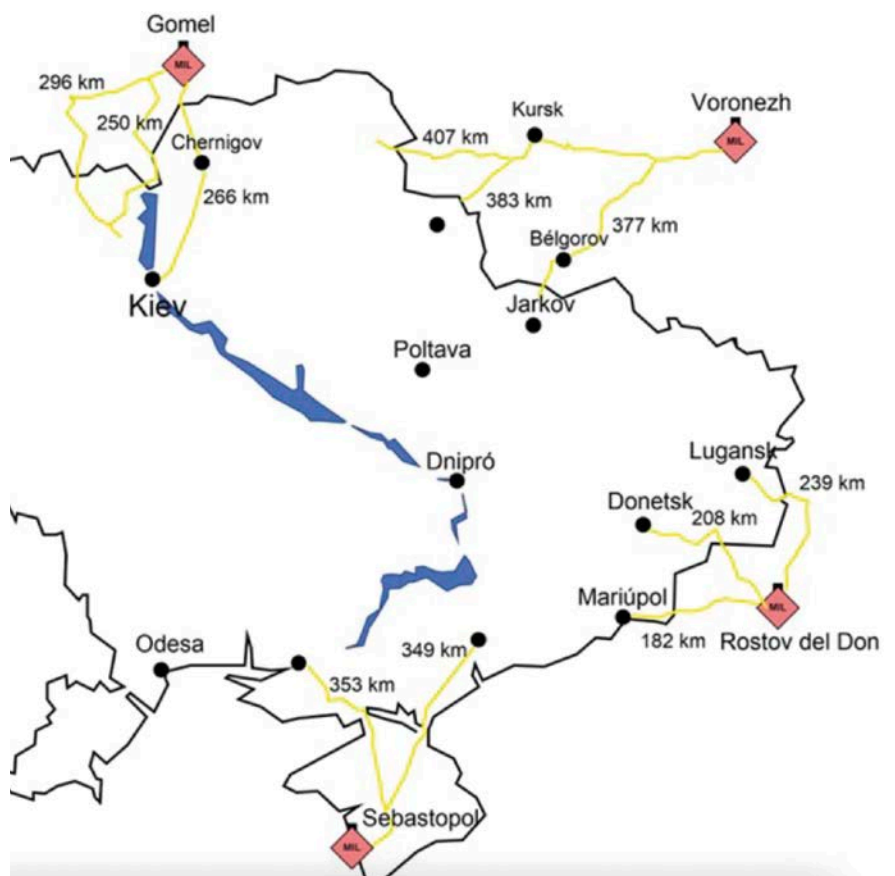 Gomel
MIL
296 km
250 km
Chernigov
266 km
Kiev
Kursk
407 km
383 km
Voronezh
MIL
377 km
Bélgorov
Jarkov
Poltava
Dnipró
Lugansk
239 km
Donetsk
208 km
Mariúpol
MIL
182 km
Rostov del Don
Odesa
349 km
353 km
Sebastopol
MIL